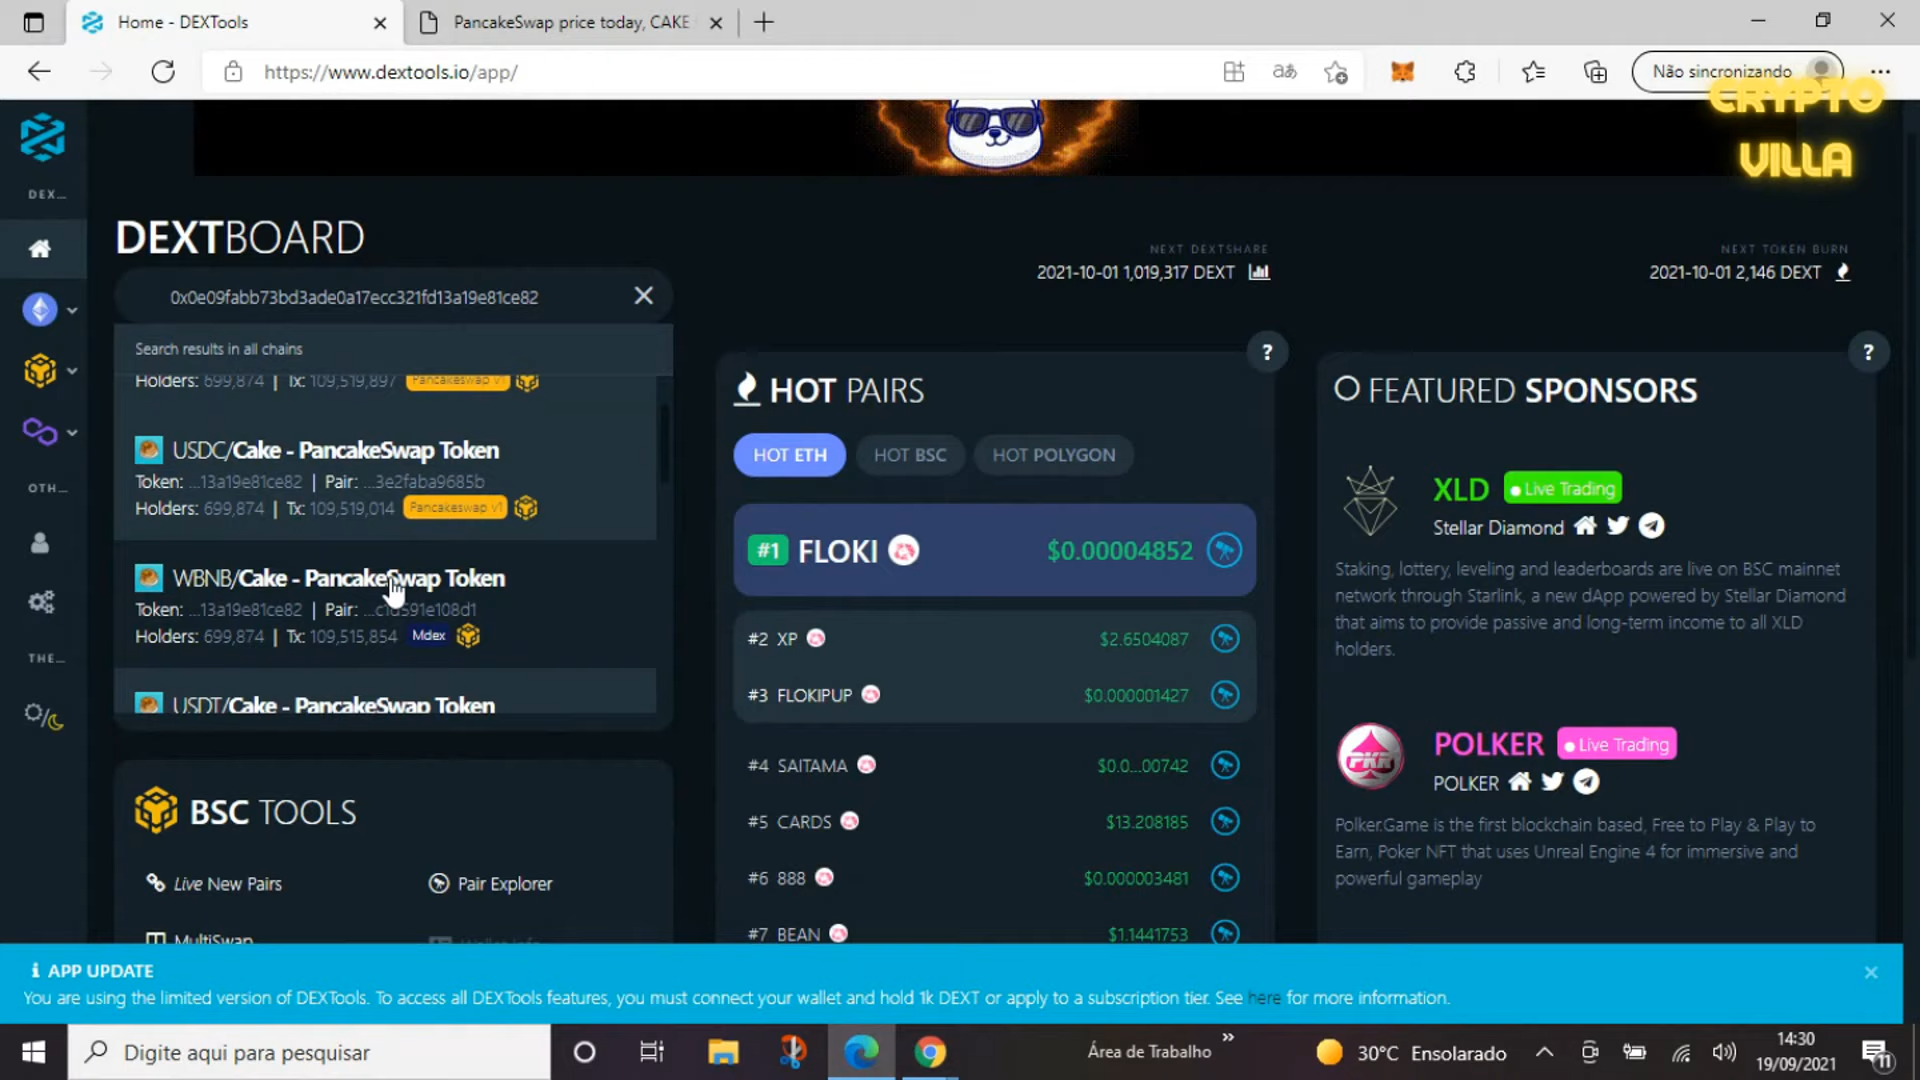 Home - DEXTools
PancakeSwap price today, CAKE
https://www.dextools.io/app/
Não sincronizando
CRYPTO
VILLA
DEX...
DEXTBOARD
NEXT DEXTSHARE
2021-10-01 1,019,317 DEXT
NEXT TOKEN BURN
2021-10-01 2,146 DEXT
0x0e09fabb73bd3ade0a17ecc321fd13a19e81ce82
Search results in all chains
Holders: 699,874 | Tx: 109,519,897 Pancakeswap v1
USDC/Cake - PancakeSwap Token
Token: ...13a19e81ce82 | Pair: ...3e2faba9685b
Holders: 699,874 | Tx: 109,519,014 Pancakeswap v1
WBNB/Cake - PancakeSwap Token
Token: ...13a19e81ce82 | Pair: ...c1d591e108d1
Holders: 699,874 | Tx: 109,515,854 Mdex
USDT/Cake - PancakeSwap Token
OTH...
THE...
BSC TOOLS
Live New Pairs
Pair Explorer
MultiSwap
?
HOT PAIRS
HOT ETH
HOT BSC
HOT POLYGON
#1 FLOKI $0.00004852
#2 XP $2.6504087
#3 FLOKIPUP $0.000001427
#4 SAITAMA $0.0...00742
#5 CARDS $13.208185
#6 888 $0.000003481
#7 BEAN $1.1441753
?
FEATURED SPONSORS
XLD Live Trading
Stellar Diamond
Staking, lottery, leveling and leaderboards are live on BSC mainnet
network through Starlink, a new dApp powered by Stellar Diamond
that aims to provide passive and long-term income to all XLD
holders.
POLKER Live Trading
PKR
POLKER
Polker.Game is the first blockchain based, Free to Play & Play to
Earn, Poker NFT that uses Unreal Engine 4 for immersive and
powerful gameplay
APP UPDATE
You are using the limited version of DEXTools. To access all DEXTools features, you must connect your wallet and hold 1k DEXT or apply to a subscription tier. See here for more information.
Digite aqui para pesquisar
Área de Trabalho
30°C Ensolarado
14:30
19/09/2021
11